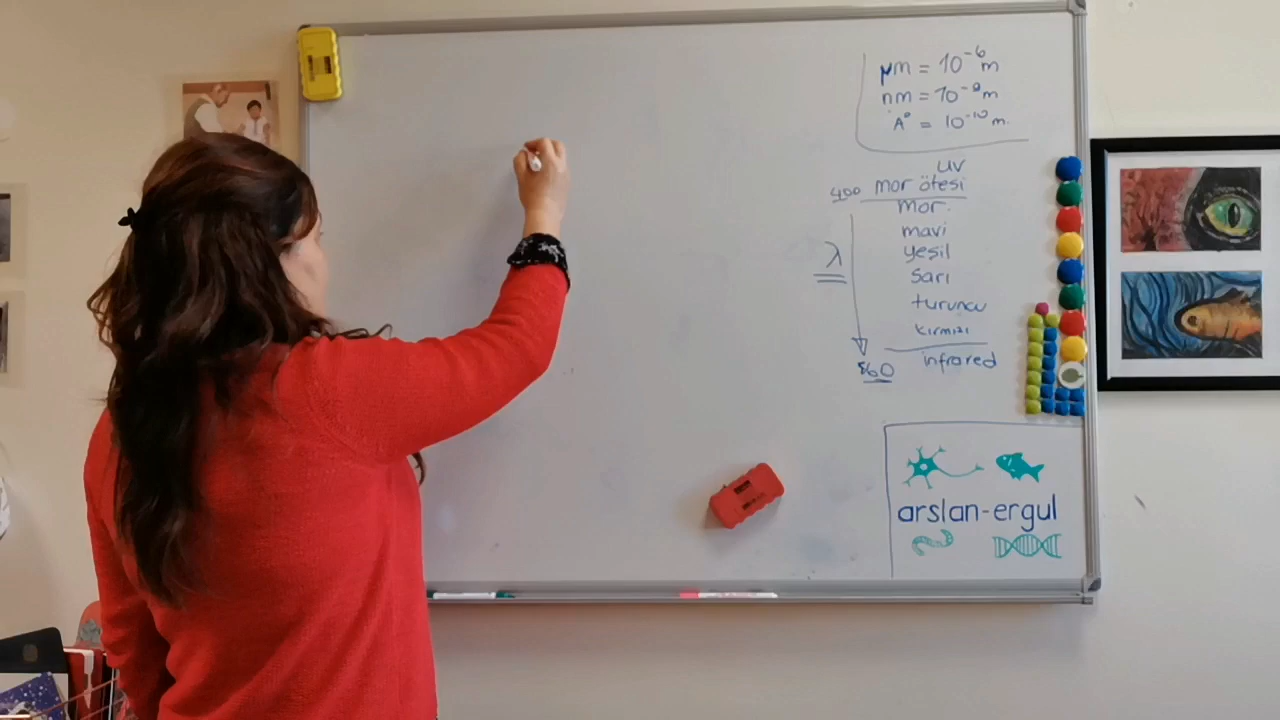 μm = 10⁻⁶ m
nm = 10⁻⁹ m
A° = 10⁻¹⁰ m.
UV
400 mor ötesi
mor.
mavi
yeşil
λ
sarı
turuncu
kırmızı
860 infrared
arslan-ergul